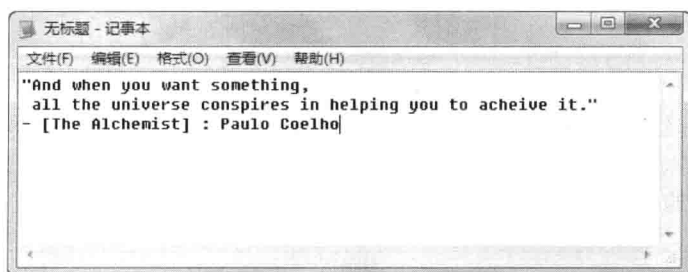 无标题 - 记事本
文件(F) 编辑(E) 格式(O) 查看(V) 帮助(H)
"And when you want something,
all the universe conspires in helping you to acheive it."
- [The Alchemist] : Paulo Coelho